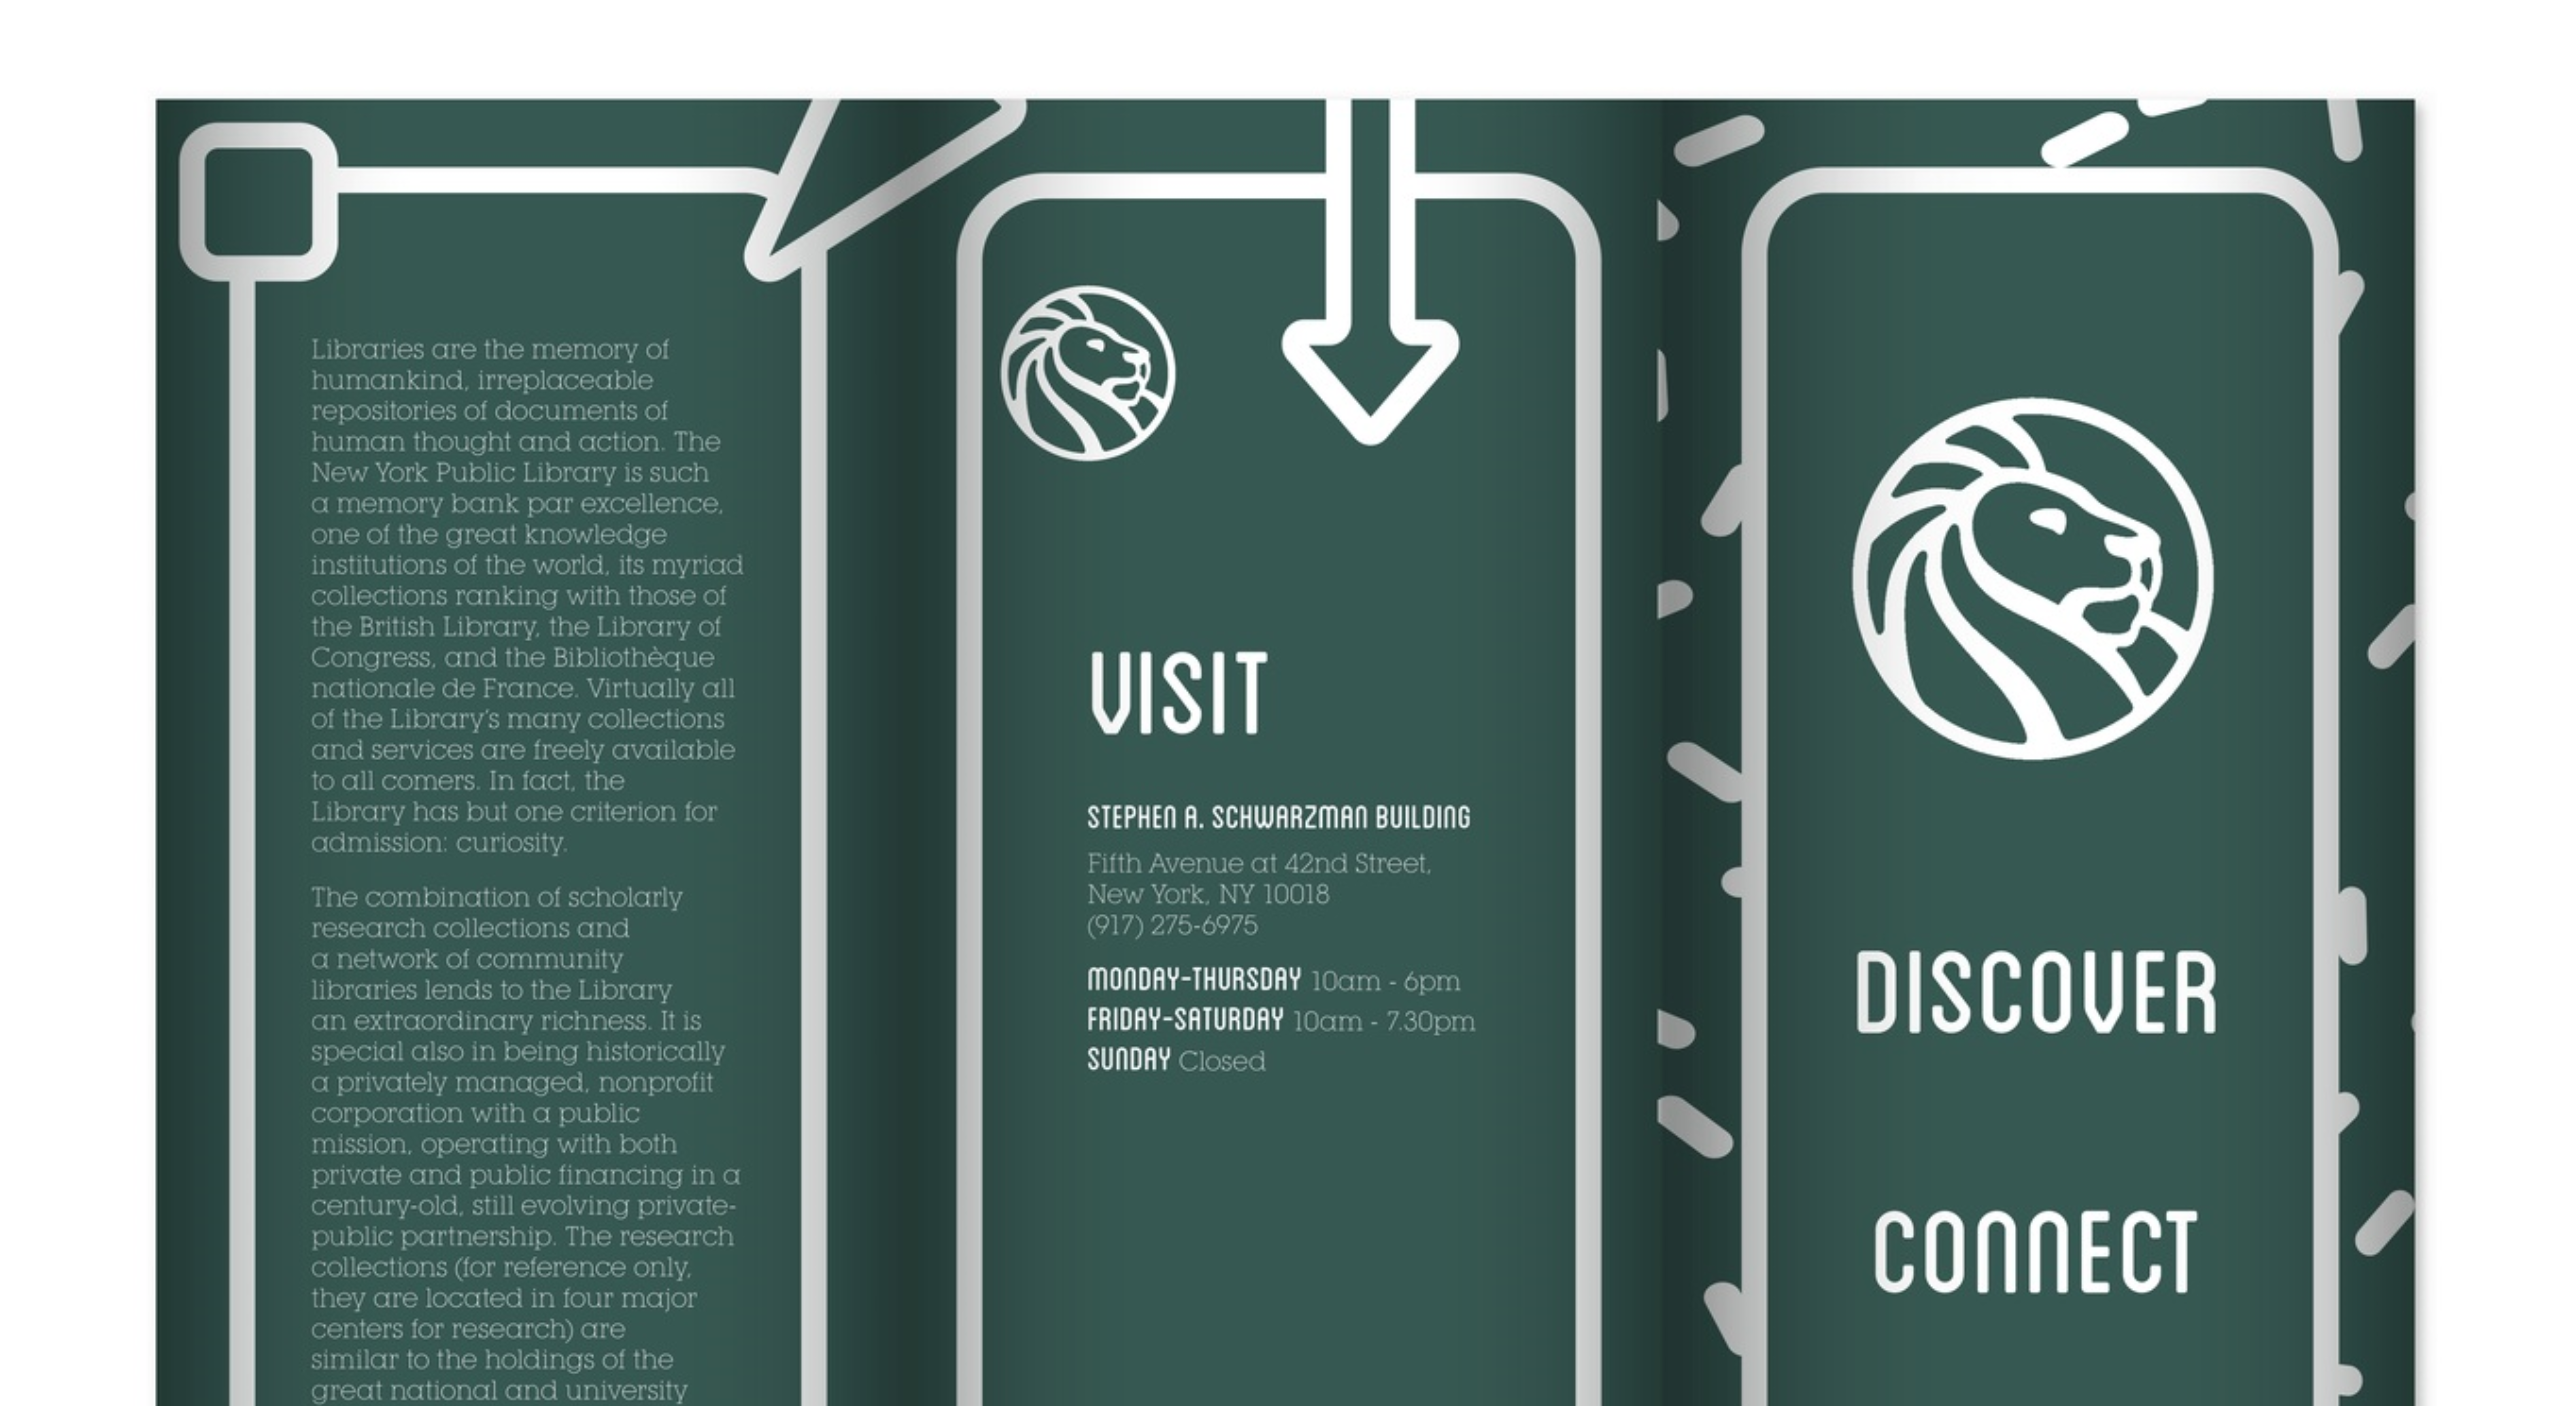 Libraries are the memory of
humankind, irreplaceable
repositories of documents of
human thought and action. The
New York Public Library is such
a memory bank par excellence,
one of the great knowledge
institutions of the world, its myriad
collections ranking with those of
the British Library, the Library of
Congress, and the Bibliothèque
nationale de France. Virtually all
of the Library's many collections
and services are freely available
to all comers. In fact, the
Library has but one criterion for
admission: curiosity.
The combination of scholarly
research collections and
a network of community
libraries lends to the Library
an extraordinary richness. It is
special also in being historically
a privately managed, nonprofit
corporation with a public
mission, operating with both
private and public financing in a
century-old, still evolving private-
public partnership. The research
collections (for reference only,
they are located in four major
centers for research) are
similar to the holdings of the
great national and university
VISIT
STEPHEN A. SCHWARZMAN BUILDING
Fifth Avenue at 42nd Street,
New York, NY 10018
(917) 275-6975
MONDAY-THURSDAY 10am - 6pm
FRIDAY-SATURDAY 10am - 7.30pm
SUNDAY Closed
DISCOVER
CONNECT